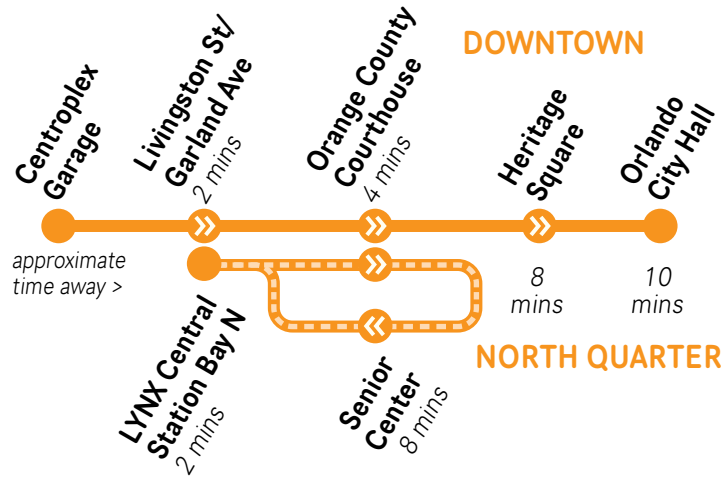 DOWNTOWN
Centroplex
Garage
Livingston St/
Garland Ave
2 mins
Orange County
Courthouse
4 mins
Heritage
Square
Orlando
City Hall
approximate
time away >
8
mins
10
mins
LYNX Central
Station Bay N
2 mins
Senior
Center
8 mins
NORTH QUARTER